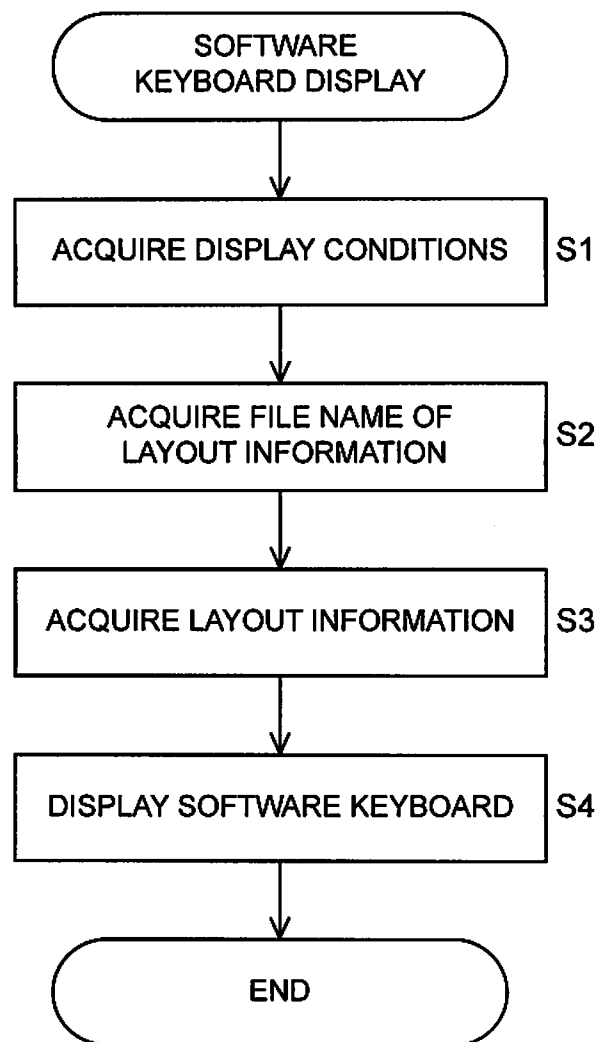 SOFTWARE
KEYBOARD DISPLAY
ACQUIRE DISPLAY CONDITIONS S1
ACQUIRE FILE NAME OF
LAYOUT INFORMATION S2
ACQUIRE LAYOUT INFORMATION S3
DISPLAY SOFTWARE KEYBOARD S4
END